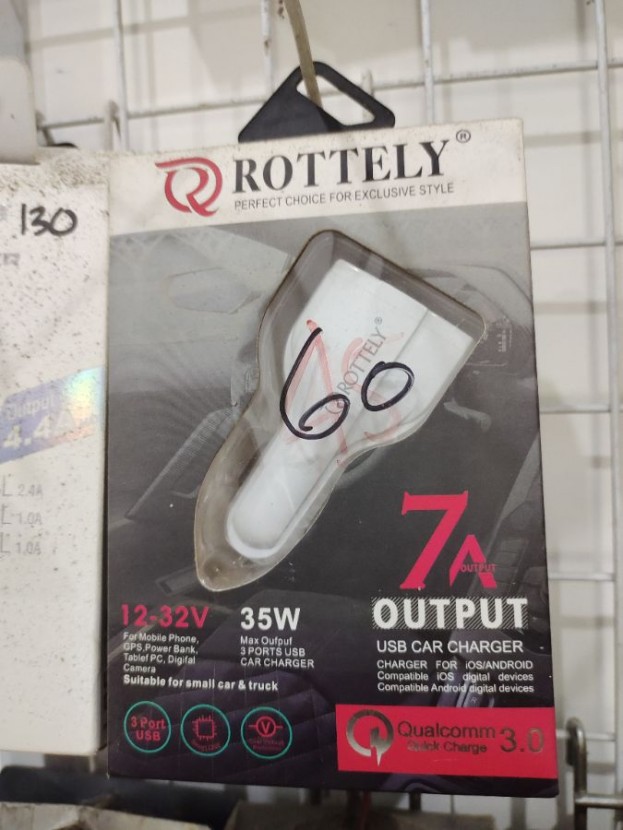 ROTTELY®
PERFECT CHOICE FOR EXCLUSIVE STYLE
130
ROTTELY®
60
Output
4.4A
2.4A
1.0A
1.0A
7A
OUTPUT
OUTPUT
USB CAR CHARGER
CHARGER FOR iOS/ANDROID
Compatible iOS digital devices
Compatible Android digital devices
12-32V
For Mobile Phone,
GPS,Power Bank,
Tablef PC, Digifal
Camera
Suitable for small car & truck
35W
Max Oufpuf
3 PORTS USB
CAR CHARGER
3 Port
USB
V
Qualcomm
Quick Charge 3.0